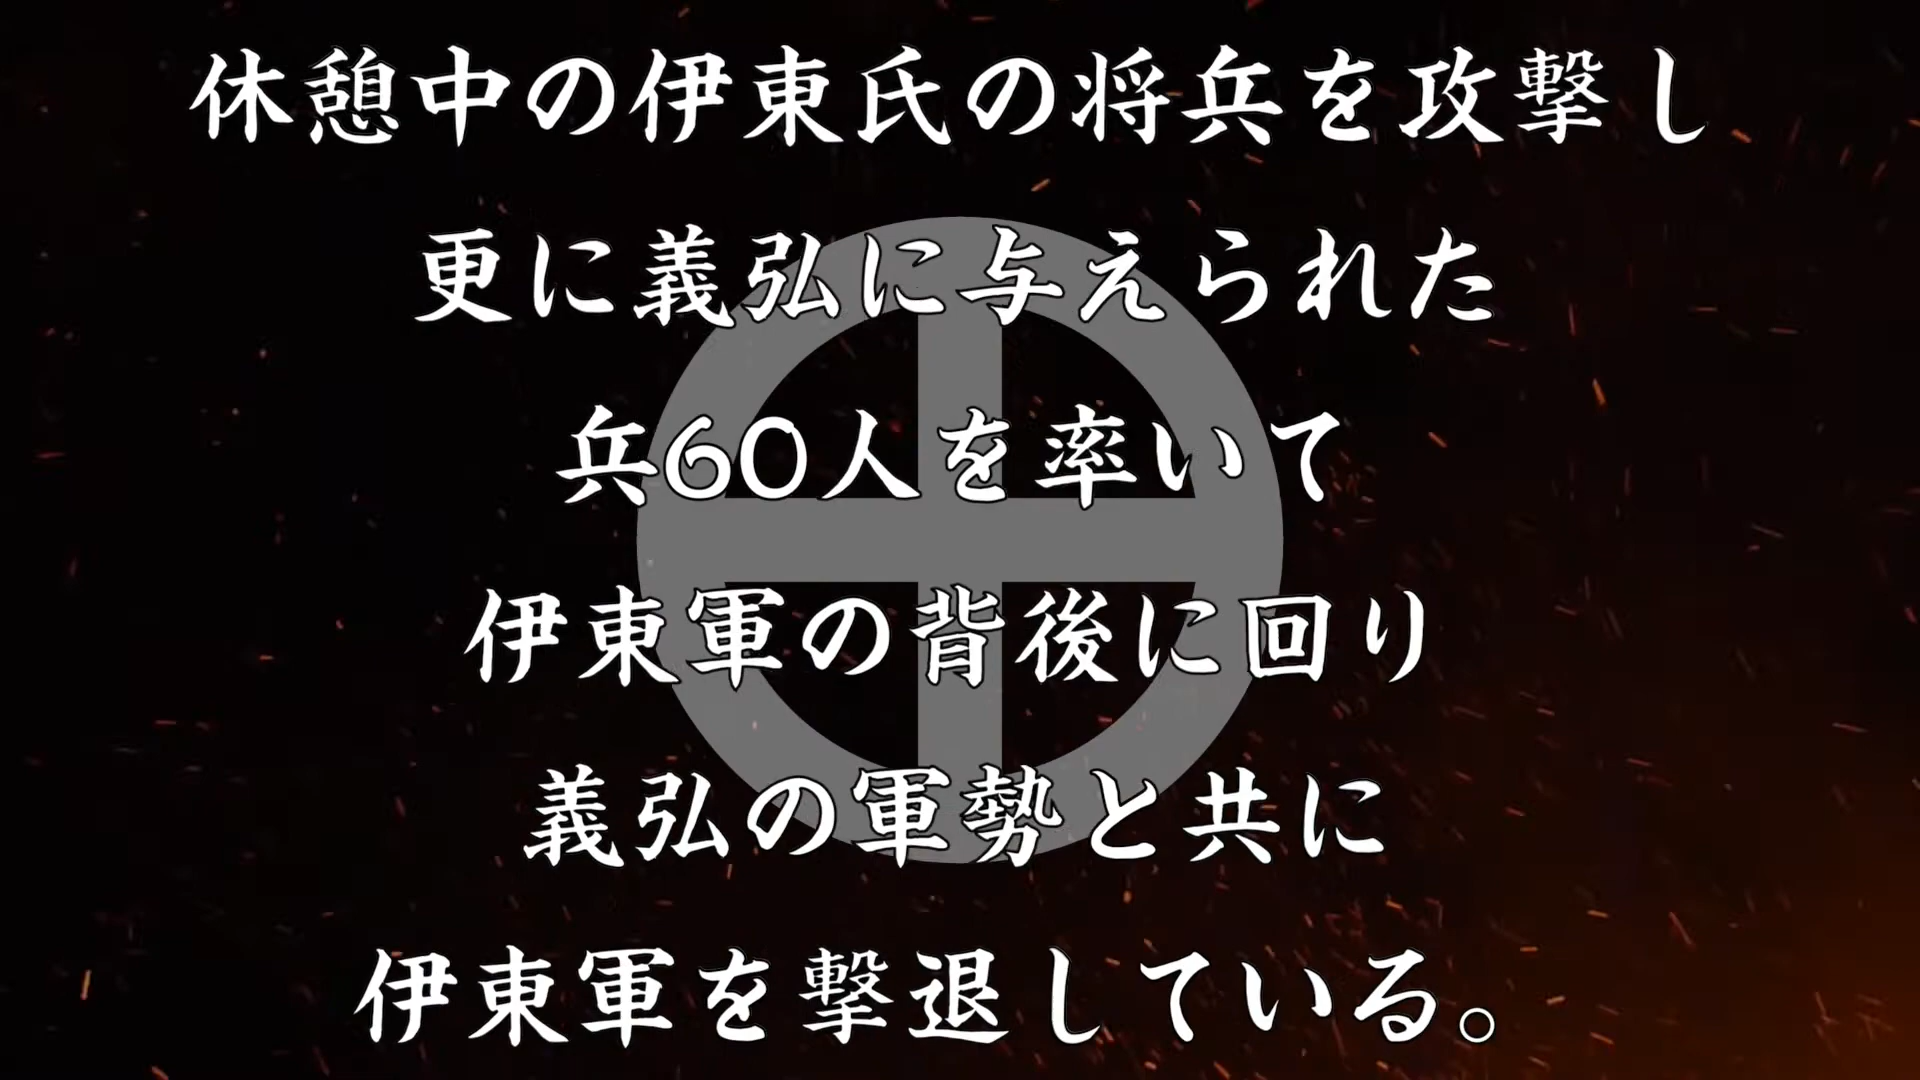 休憩中の伊東氏の将兵を攻撃し
更に義弘に与えられた
兵60人を率いて
伊東軍の背後に回り
義弘の軍勢と共に
伊東軍を撃退している。